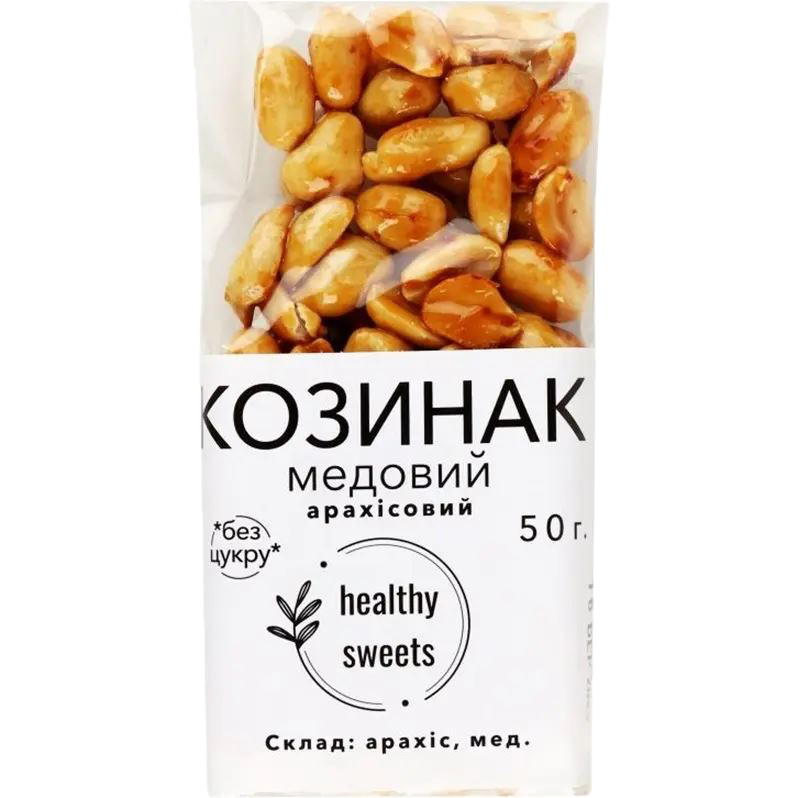 КОЗИНАК
медовий
арахісовий
*без
цукру*
50 г.
healthy
sweets
Склад: арахіс, мед.